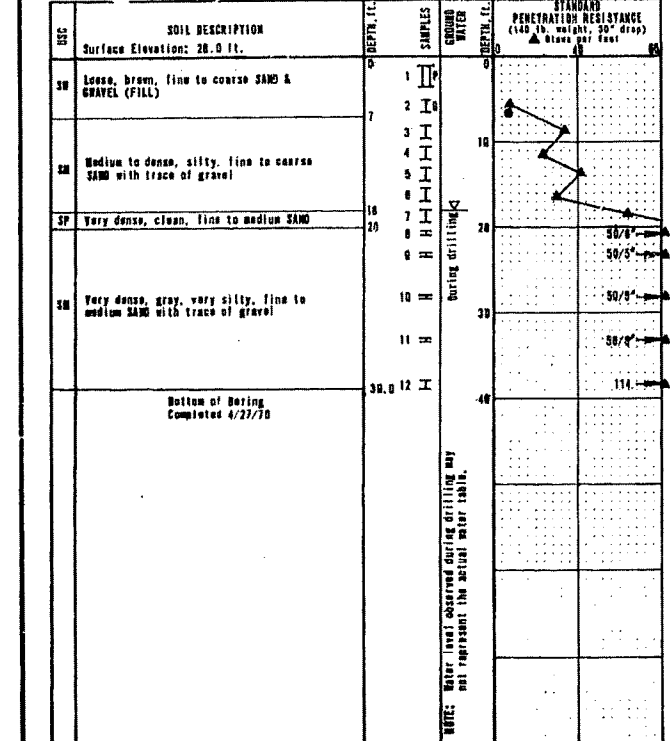 USC
SOIL DESCRIPTION
Surface Elevation: 28.0 ft.
DEPTH, ft.
SAMPLES
GROUND
WATER
DEPTH, ft.
STANDARD
PENETRATION RESISTANCE
(140 lb. weight, 30" drop)
▲ Blows per foot
0 40 80
0
SW
Loose, brown, fine to coarse SAND &
GRAVEL (FILL)
1 P
2 G
7
3
10
SM
Medium to dense, silty, fine to coarse
SAND with trace of gravel
4
5
6
18
SP
Very dense, clean, fine to medium SAND
7
20
20
8
50/6"
During drilling
9
50/5"
SM
Very dense, gray, very silty, fine to
medium SAND with trace of gravel
10
50/5"
30
11
114.
39.0
12
40
Bottom of Boring
Completed 4/27/70
NOTE: Water level observed during drilling may
not represent the actual water table.